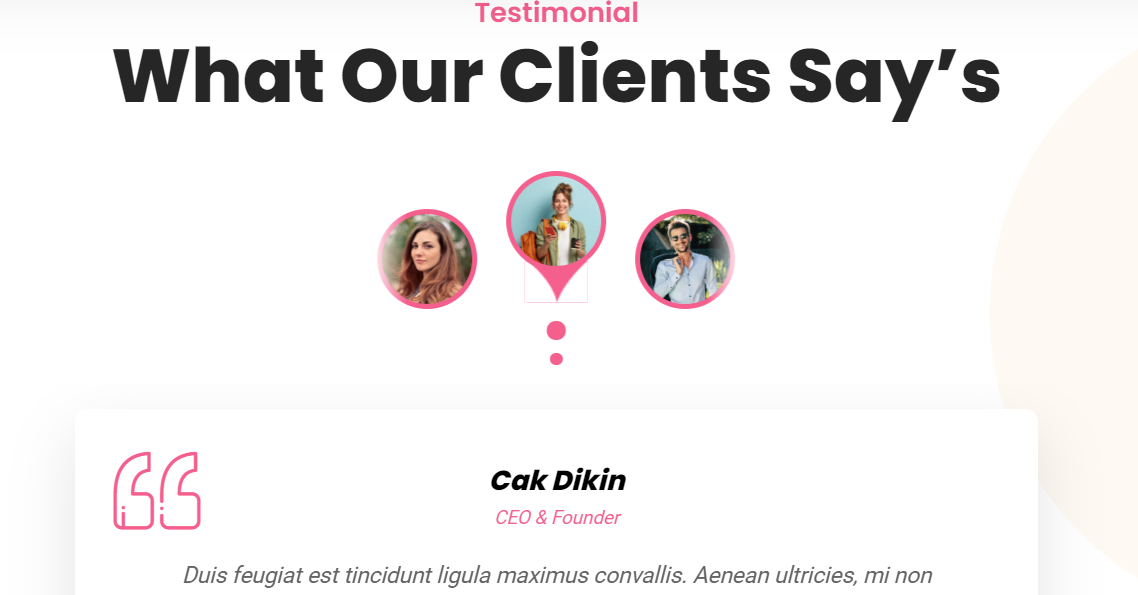 Testimonial
What Our Clients Say’s
Cak Dikin
CEO & Founder
Duis feugiat est tincidunt ligula maximus convallis. Aenean ultricies, mi non